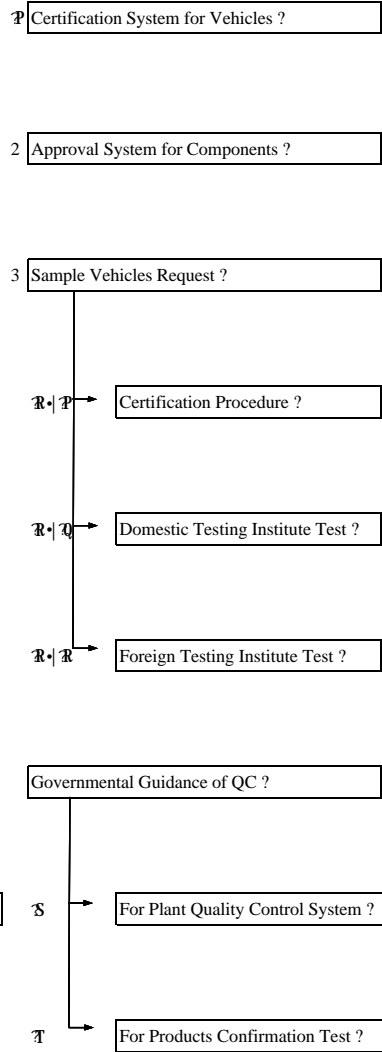 Certification System for Vehicles ?
2 Approval System for Components ?
3 Sample Vehicles Request ?
Certification Procedure ?
Domestic Testing Institute Test ?
Foreign Testing Institute Test ?
Governmental Guidance of QC ?
For Plant Quality Control System ?
For Products Confirmation Test ?